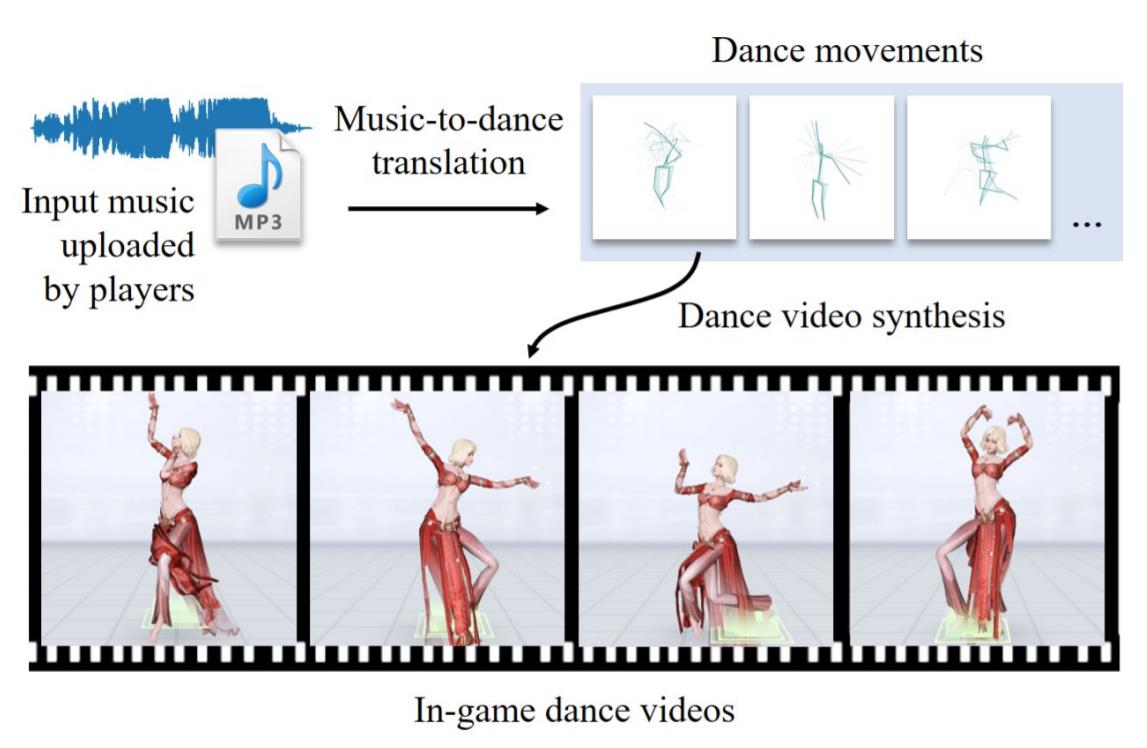 Dance movements
Music-to-dance
translation
Input music
uploaded
by players
MP3
...
Dance video synthesis
In-game dance videos